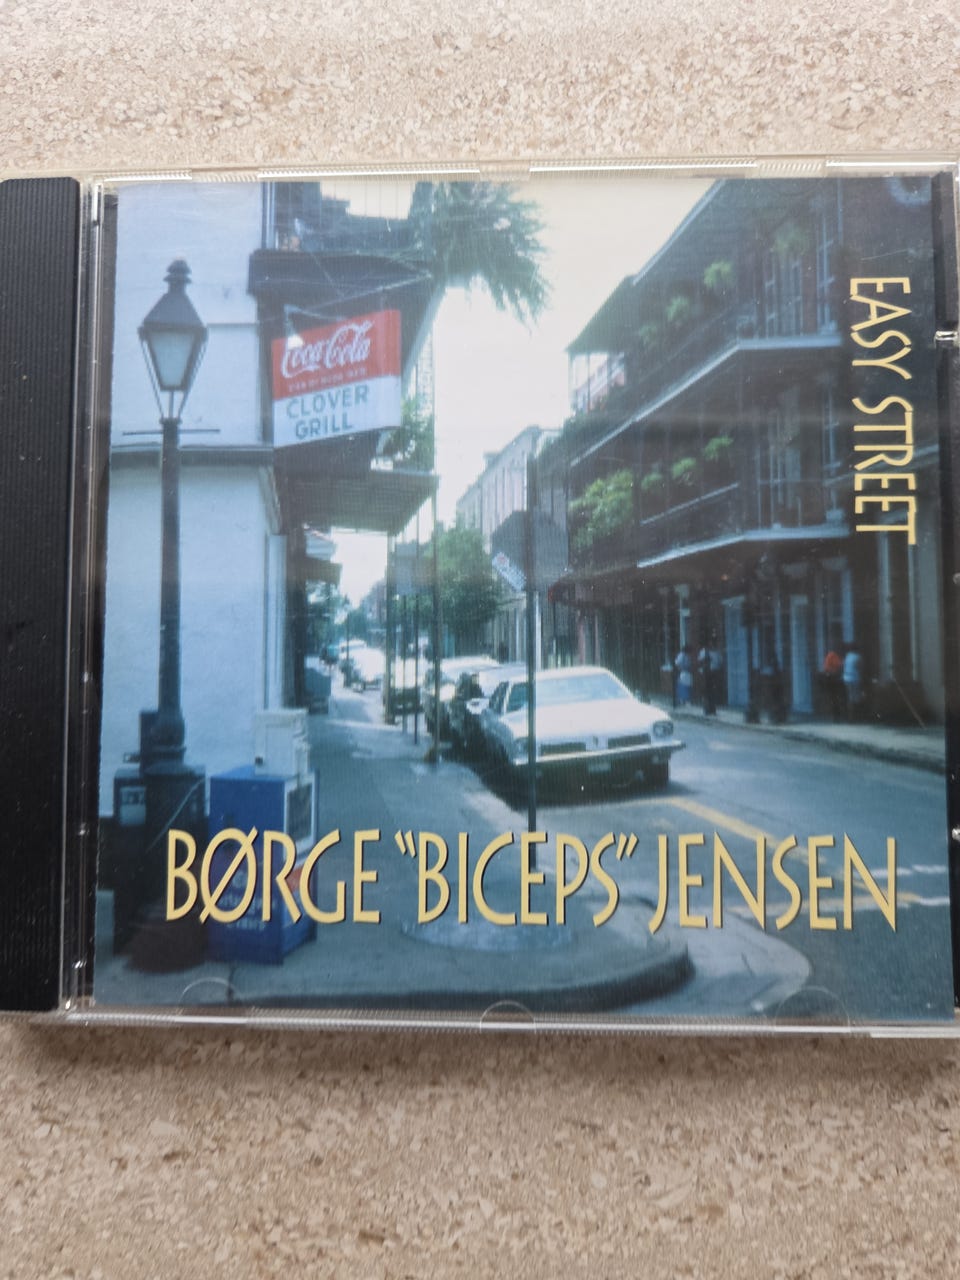 EASY STREET
Coca-Cola
CLOVER
GRILL
BØRGE "BICEPS" JENSEN